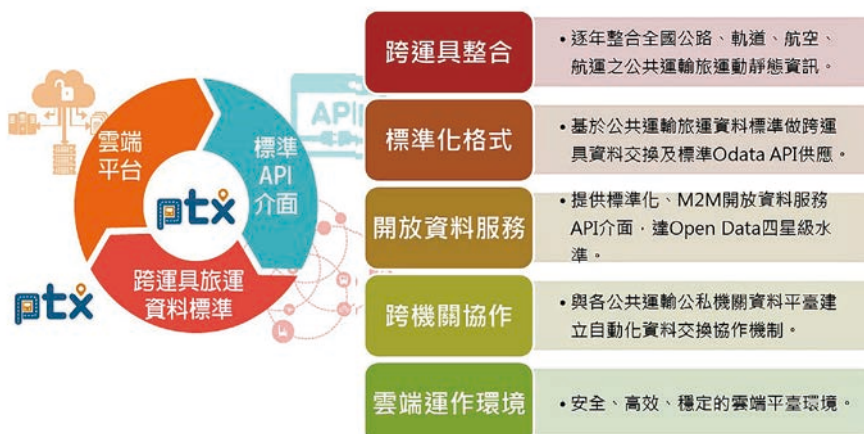 雲端
平台
標準
API
介面
ptx
跨運具旅運
資料標準
ptx
API
跨運具整合
•逐年整合全國公路、軌道、航空、
航運之公共運輸旅運動靜態資訊。
標準化格式
•基於公共運輸旅運資料標準做跨運
具資料交換及標準Odata API供應。
開放資料服務
•提供標準化、M2M開放資料服務
API介面，達Open Data四星級水
準。
跨機關協作
•與各公共運輸公私機關資料平臺建
立自動化資料交換協作機制。
雲端運作環境
•安全、高效、穩定的雲端平臺環境。